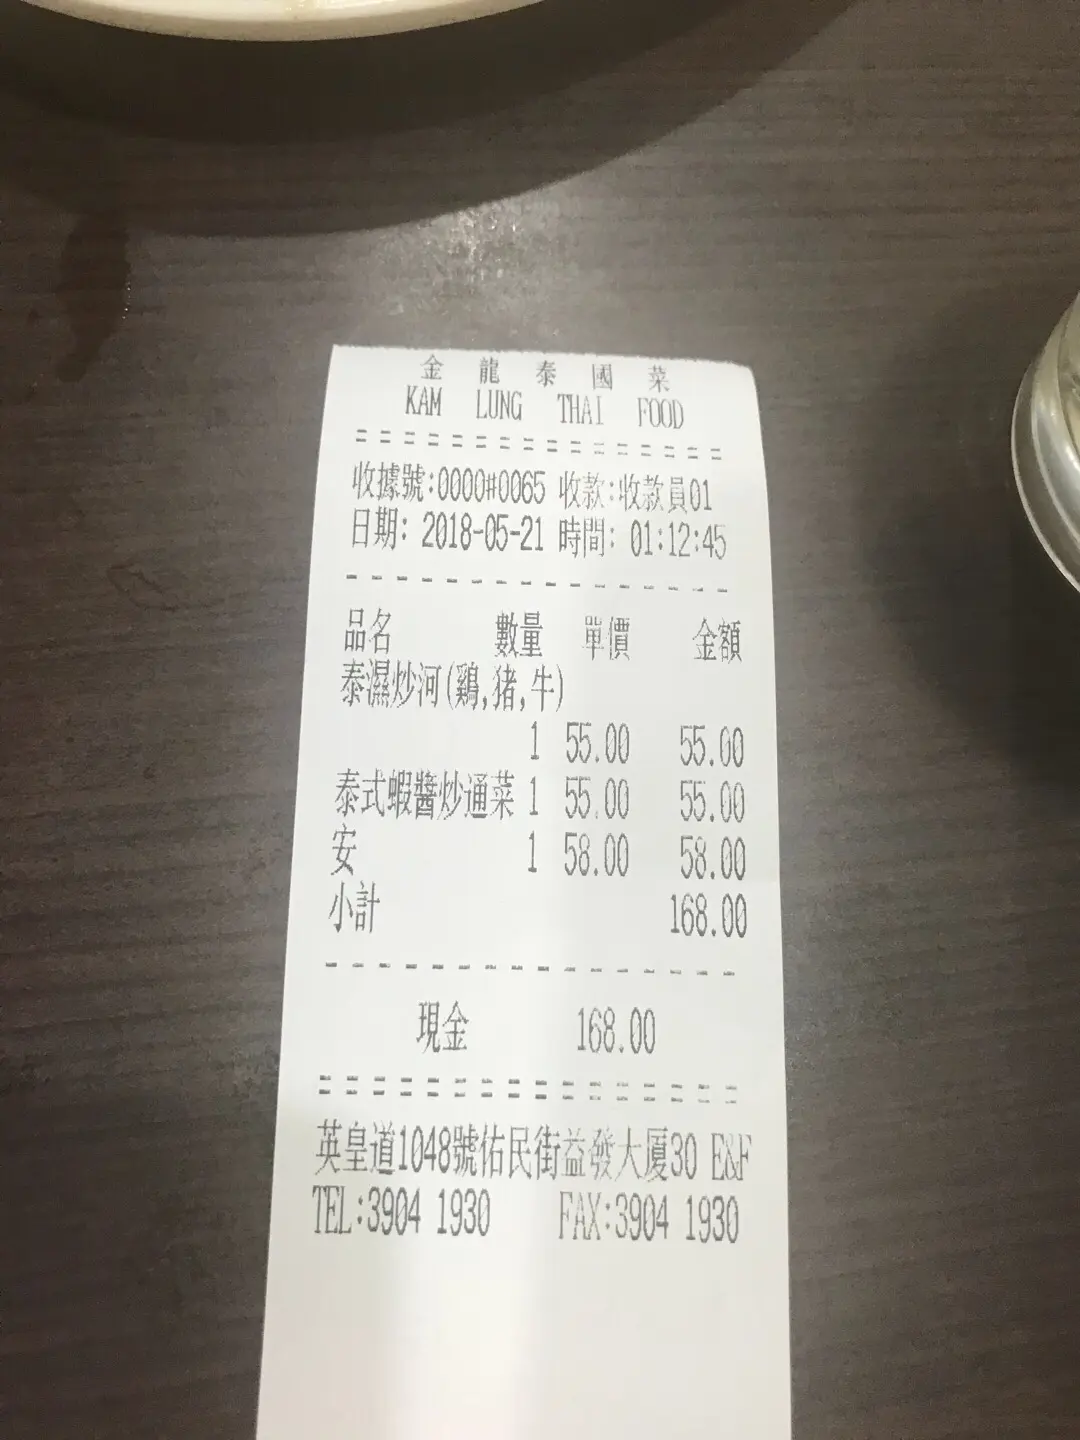 金 龍 泰 國 菜
KAM LUNG THAI FOOD
收據號:0000#0065 收款:收款員01
日期: 2018-05-21 時間: 01:12:45
品名 數量 單價 金額
泰濕炒河(鷄,猪,牛)
1 55.00 55.00
泰式蝦醬炒通菜 1 55.00 55.00
安 1 58.00 58.00
小計 168.00
現金 168.00
英皇道1048號佑民街益發大厦30 E&F
TEL:3904 1930 FAX:3904 1930